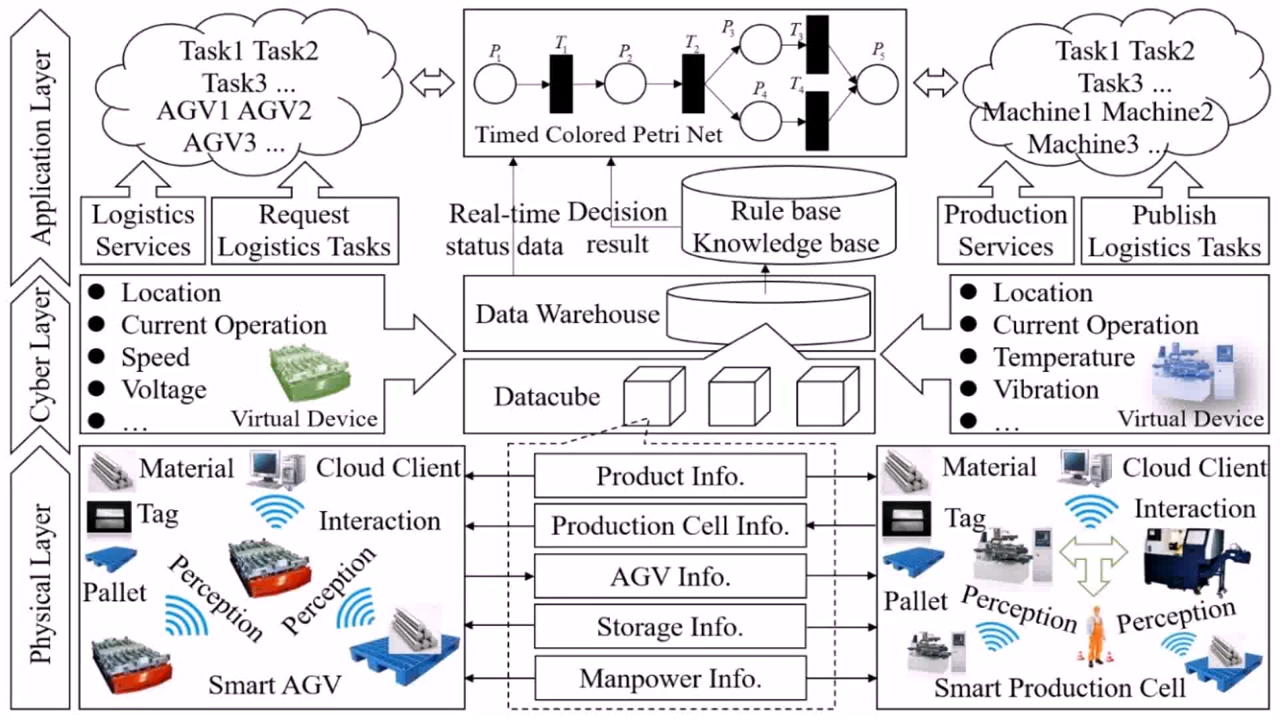 Application Layer
Task1 Task2
Task3 ...
AGV1 AGV2
AGV3 ...
P1
T1
P2
T2
P3
T3
P4
T4
P5
Timed Colored Petri Net
Task1 Task2
Task3 ...
Machine1 Machine2
Machine3 ...
Logistics
Services
Request
Logistics Tasks
Real-time
status data
Decision
result
Rule base
Knowledge base
Production
Services
Publish
Logistics Tasks
Cyber Layer
Location
Current Operation
Speed
Voltage
...
Virtual Device
Data Warehouse
Datacube
Location
Current Operation
Temperature
Vibration
...
Virtual Device
Physical Layer
Material
Cloud Client
Tag
Interaction
Pallet
Perception
Perception
Smart AGV
Product Info.
Production Cell Info.
AGV Info.
Storage Info.
Manpower Info.
Material
Cloud Client
Tag
Interaction
Pallet
Perception
Perception
Smart Production Cell